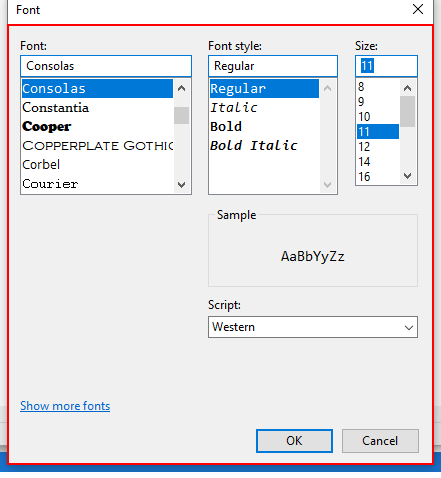 Font
Font:
Font style:
Size:
Consolas
Regular
11
Consolas
Constantia
Cooper
Copperplate Gothic
Corbel
Courier
Regular
Italic
Bold
Bold Italic
8
9
10
11
12
14
16
Sample
AaBbYyZz
Script:
Western
Show more fonts
OK
Cancel